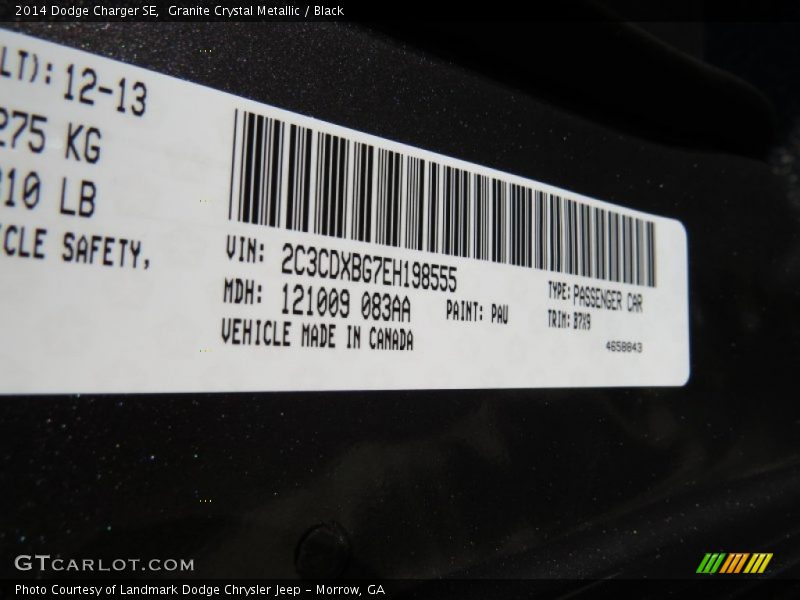 2014 Dodge Charger SE,  Granite Crystal Metallic / Black
LT): 12-13
275 KG
10 LB
CLE SAFETY,
VIN: 2C3CDXBG7EH198555
MDH: 121009 083AA
PAINT: PAU
VEHICLE MADE IN CANADA
TYPE: PASSENGER CAR
TRIM: B7X9
4658043
GTCARLOT.COM
Photo Courtesy of Landmark Dodge Chrysler Jeep - Morrow, GA